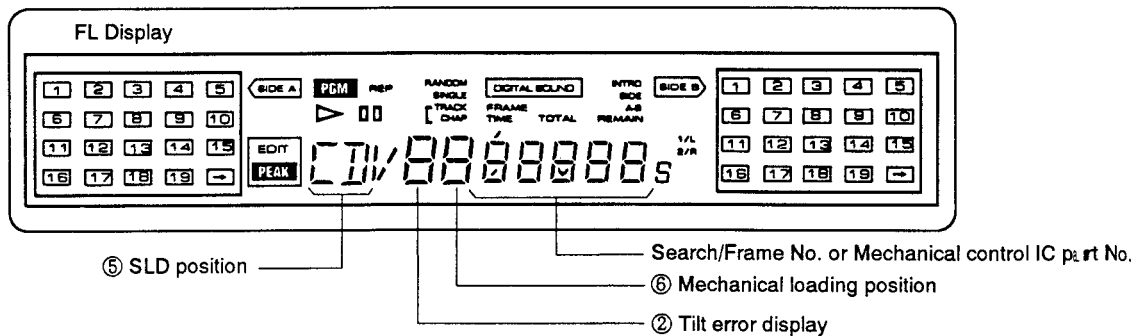 FL Display
1 2 3 4 5
6 7 8 9 10
11 12 13 14 15
16 17 18 19 →
SIDE A
PGM REP
RANDOM
SINGLE
TRACK
CHAP
DIGITAL SOUND
FRAME
TIME TOTAL
INTRO
SIDE
A-B
REMAIN
SIDE B
EDIT
PEAK
CDV 88 88888 s
1/L
2/R
1 2 3 4 5
6 7 8 9 10
11 12 13 14 15
16 17 18 19 →
⑤ SLD position
Search/Frame No. or Mechanical control IC part No.
⑥ Mechanical loading position
② Tilt error display